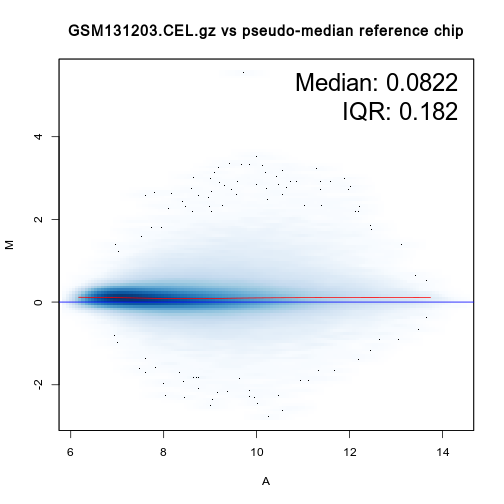 GSM131203.CEL.gz vs pseudo-median reference chip
Median: 0.0822
IQR: 0.182
4
2
0
-2
M
6 8 10 12 14
A